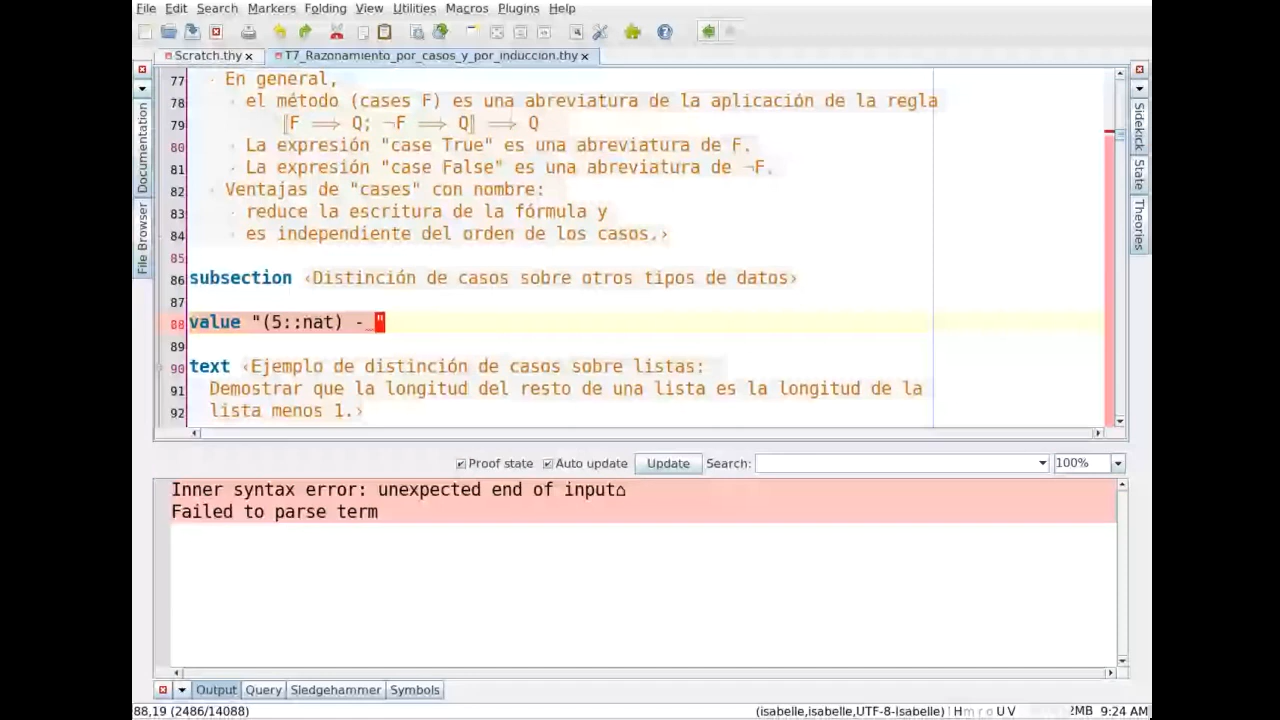 File Edit Search Markers Folding View Utilities Macros Plugins Help
Scratch.thy T7_Razonamiento_por_casos_y_por_induccion.thy
Documentation
File Browser
77 · En general,
78 · el método (cases F) es una abreviatura de la aplicación de la regla
79 ⟦F ⟹ Q; ¬F ⟹ Q⟧ ⟹ Q
80 · La expresión "case True" es una abreviatura de F.
81 · La expresión "case False" es una abreviatura de ¬F.
82 · Ventajas de "cases" con nombre:
83 · reduce la escritura de la fórmula y
84 · es independiente del orden de los casos.›
85
86 subsection ‹Distinción de casos sobre otros tipos de datos›
87
88 value "(5::nat) - "
89
90 text ‹Ejemplo de distinción de casos sobre listas:
91 Demostrar que la longitud del resto de una lista es la longitud de la
92 lista menos 1.›
Sidekick
State
Theories
Proof state Auto update Update Search: 100%
Inner syntax error: unexpected end of input⌂
Failed to parse term
Output Query Sledgehammer Symbols
88,19 (2486/14088) (isabelle,isabelle,UTF-8-Isabelle) H m r o U V 2MB 9:24 AM